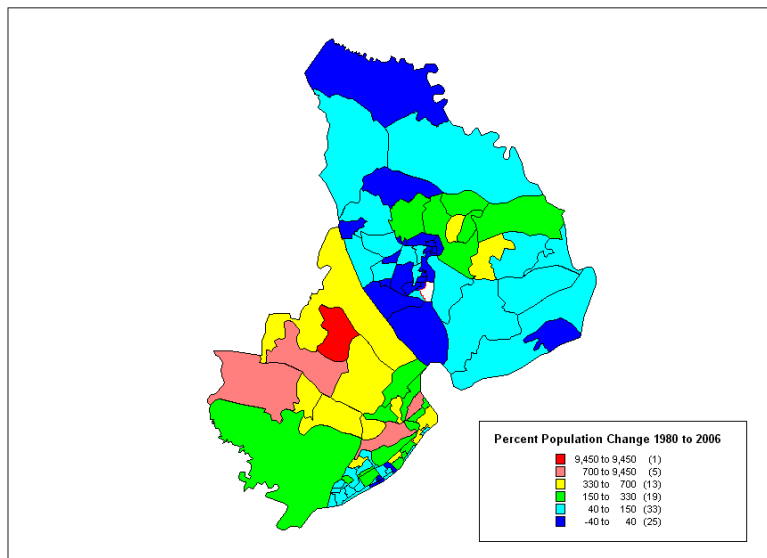 Percent Population Change 1980 to 2006
9,450 to 9,450 (1)
700 to 9,450 (5)
330 to 700 (13)
150 to 330 (19)
40 to 150 (33)
-40 to 40 (25)